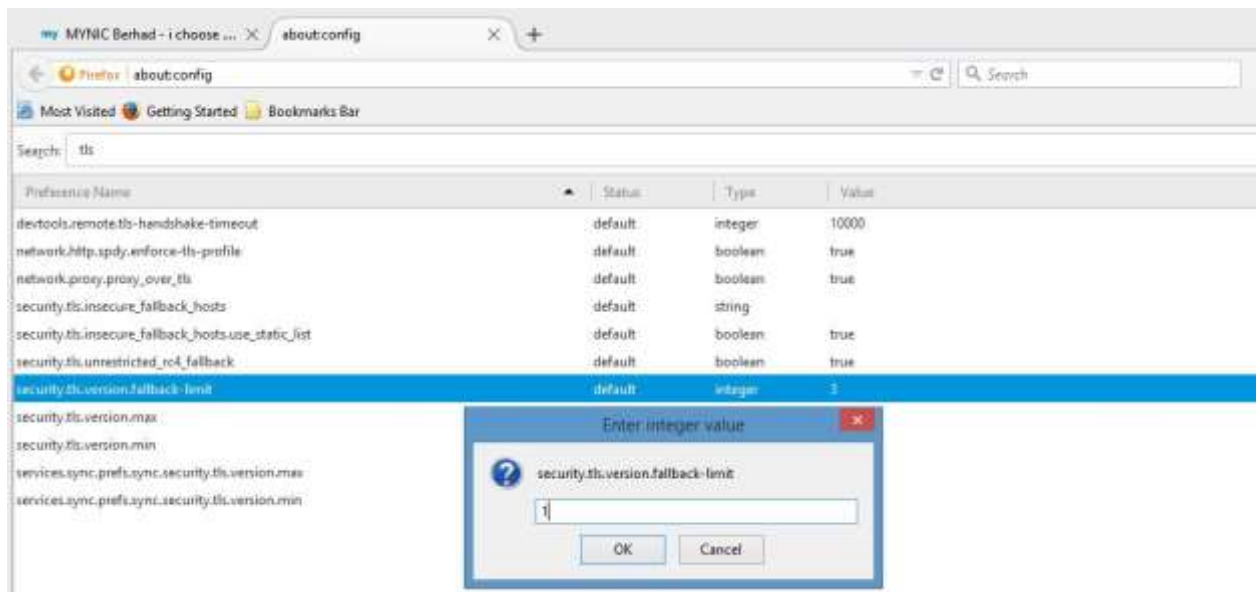 my MYNIC Berhad - i choose ... × about:config × +
Firefox about:config Search
Most Visited Getting Started Bookmarks Bar
Search: tls
Preference Name Status Type Value
devtools.remote.tls-handshake-timeout default integer 10000
network.http.spdy.enforce-tls-profile default boolean true
network.proxy.proxy_over_tls default boolean true
security.tls.insecure_fallback_hosts default string
security.tls.insecure_fallback_hosts.use_static_list default boolean true
security.tls.unrestricted_rc4_fallback default boolean true
security.tls.version.fallback-limit default integer 3
security.tls.version.max
security.tls.version.min
services.sync.prefs.sync.security.tls.version.max
services.sync.prefs.sync.security.tls.version.min
Enter integer value
security.tls.version.fallback-limit
1
OK Cancel